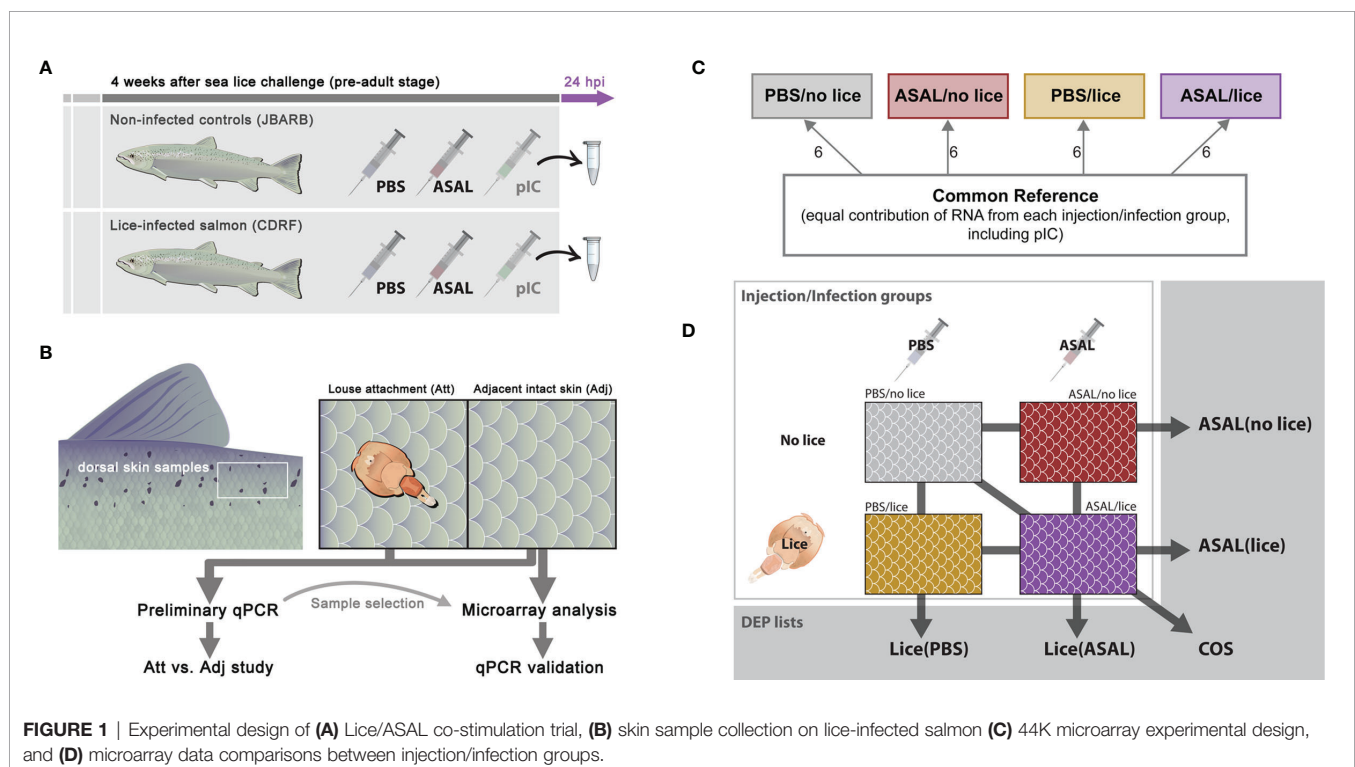 A
4 weeks after sea lice challenge (pre-adult stage)
24 hpi
Non-infected controls (JBARB)
PBS
ASAL
pIC
Lice-infected salmon (CDRF)
PBS
ASAL
pIC
B
dorsal skin samples
Louse attachment (Att)
Adjacent intact skin (Adj)
Preliminary qPCR
Sample selection
Microarray analysis
Att vs. Adj study
qPCR validation
C
PBS/no lice
ASAL/no lice
PBS/lice
ASAL/lice
6
6
6
6
Common Reference
(equal contribution of RNA from each injection/infection group,
including pIC)
D
Injection/Infection groups
PBS
ASAL
PBS/no lice
ASAL/no lice
No lice
ASAL(no lice)
PBS/lice
ASAL/lice
Lice
ASAL(lice)
DEP lists
Lice(PBS)
Lice(ASAL)
COS
FIGURE 1 | Experimental design of (A) Lice/ASAL co-stimulation trial, (B) skin sample collection on lice-infected salmon (C) 44K microarray experimental design,
and (D) microarray data comparisons between injection/infection groups.